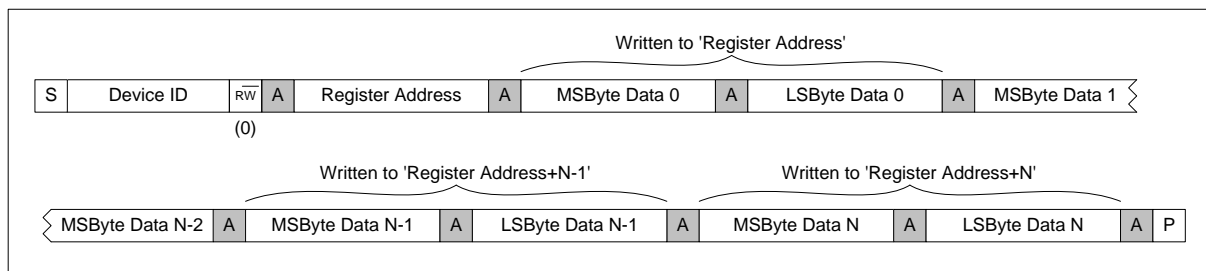 Written to 'Register Address'
S Device ID RW A Register Address A MSByte Data 0 A LSByte Data 0 A MSByte Data 1
(0)
Written to 'Register Address+N-1' Written to 'Register Address+N'
MSByte Data N-2 A MSByte Data N-1 A LSByte Data N-1 A MSByte Data N A LSByte Data N A P